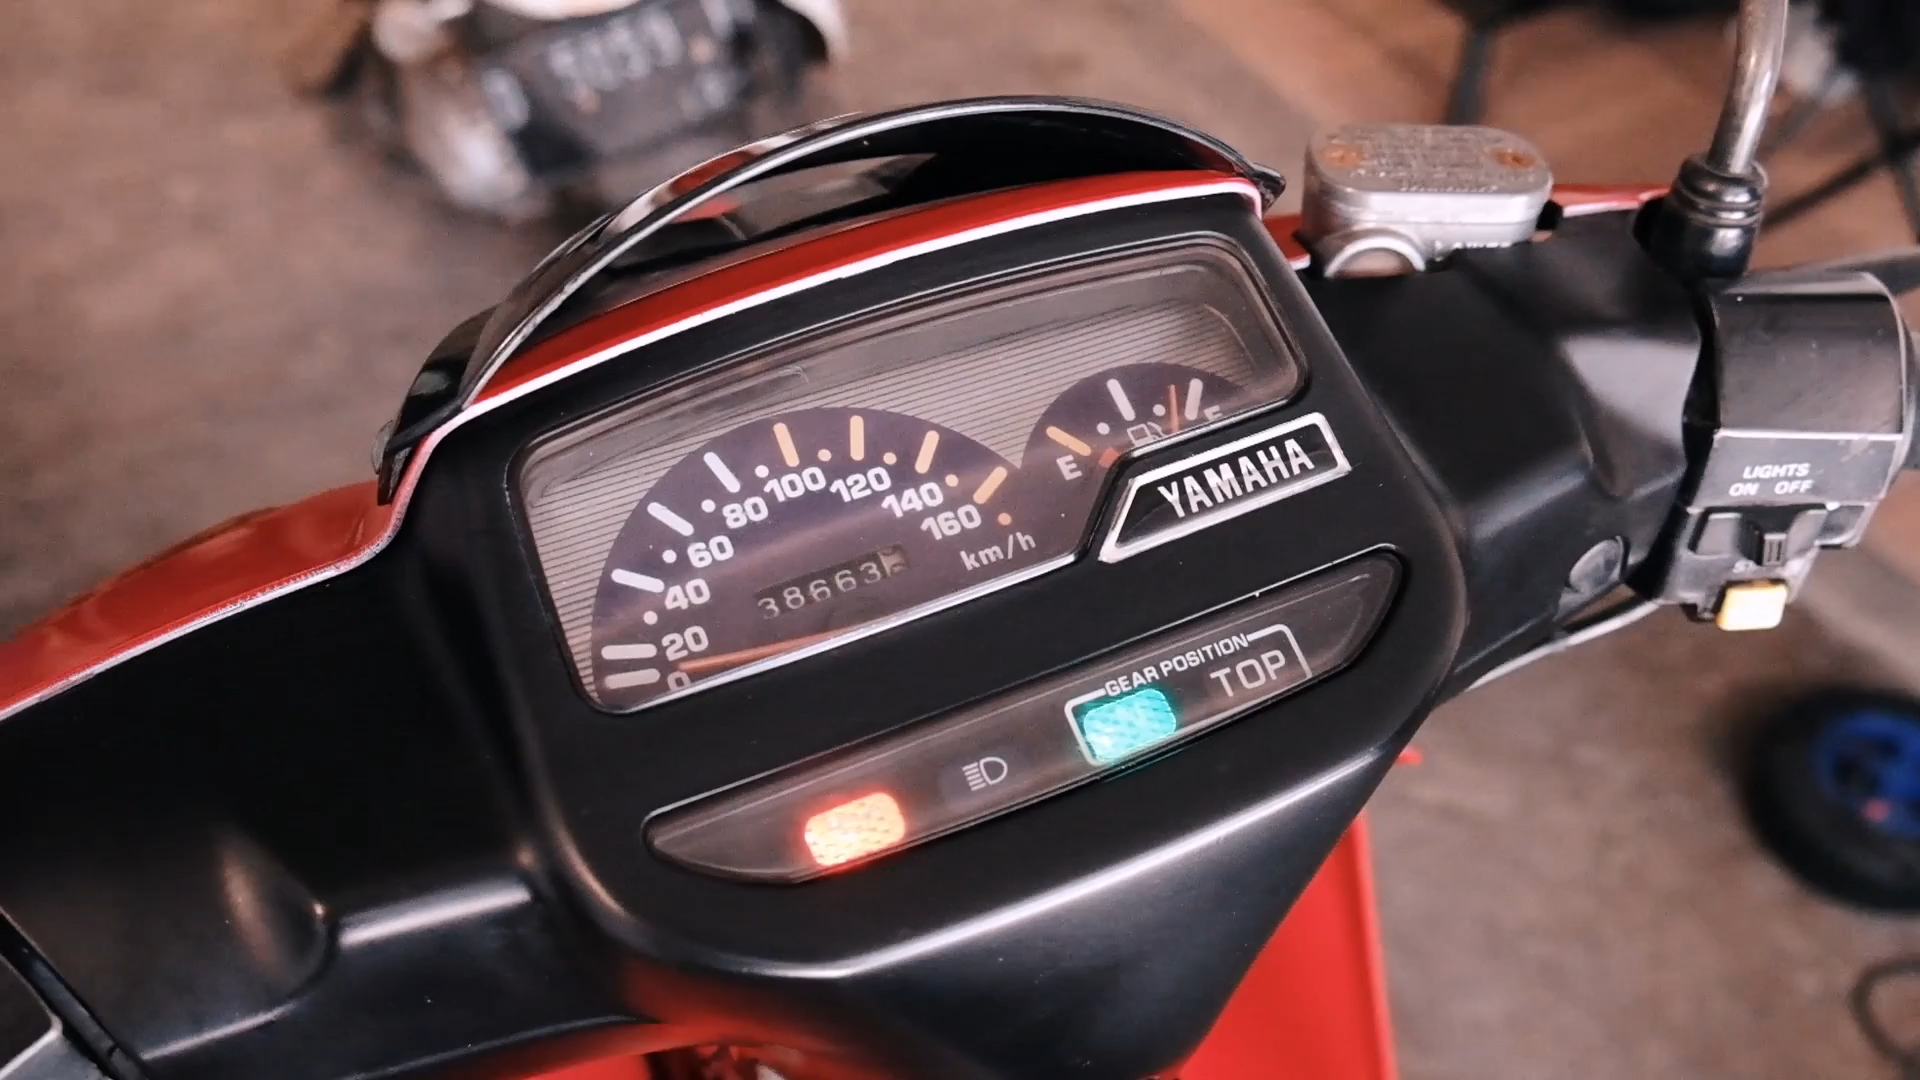 0
20
40
60
80
100
120
140
160
km/h
38663
E
F
YAMAHA
GEAR POSITION
TOP
LIGHTS
ON OFF